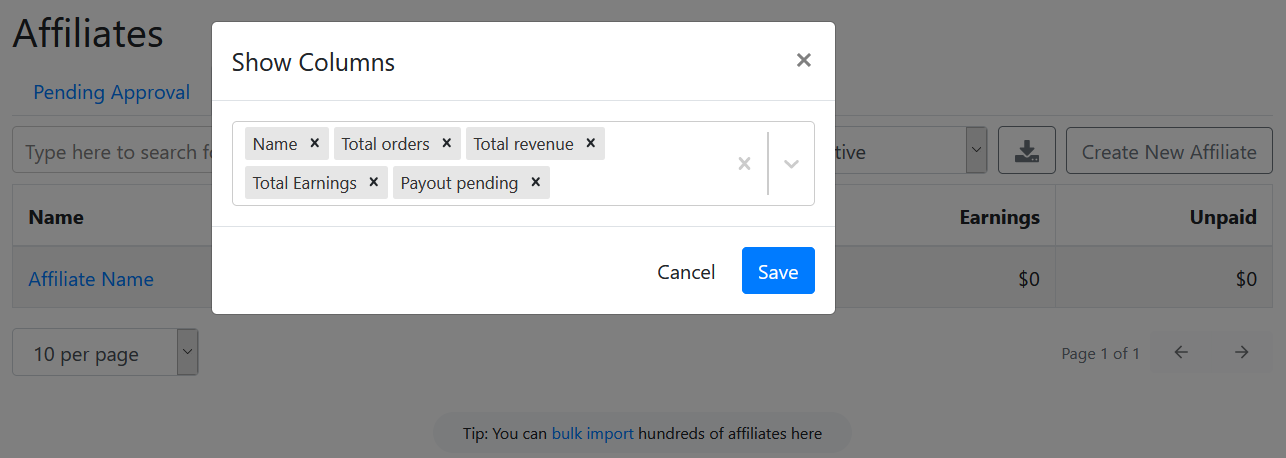 Affiliates
Show Columns
Pending Approval
Name Total orders Total revenue
Total Earnings Payout pending
Type here to search
Create New Affiliate
Name Earnings Unpaid
Affiliate Name $0 $0
Cancel Save
10 per page
Page 1 of 1
Tip: You can bulk import hundreds of affiliates here